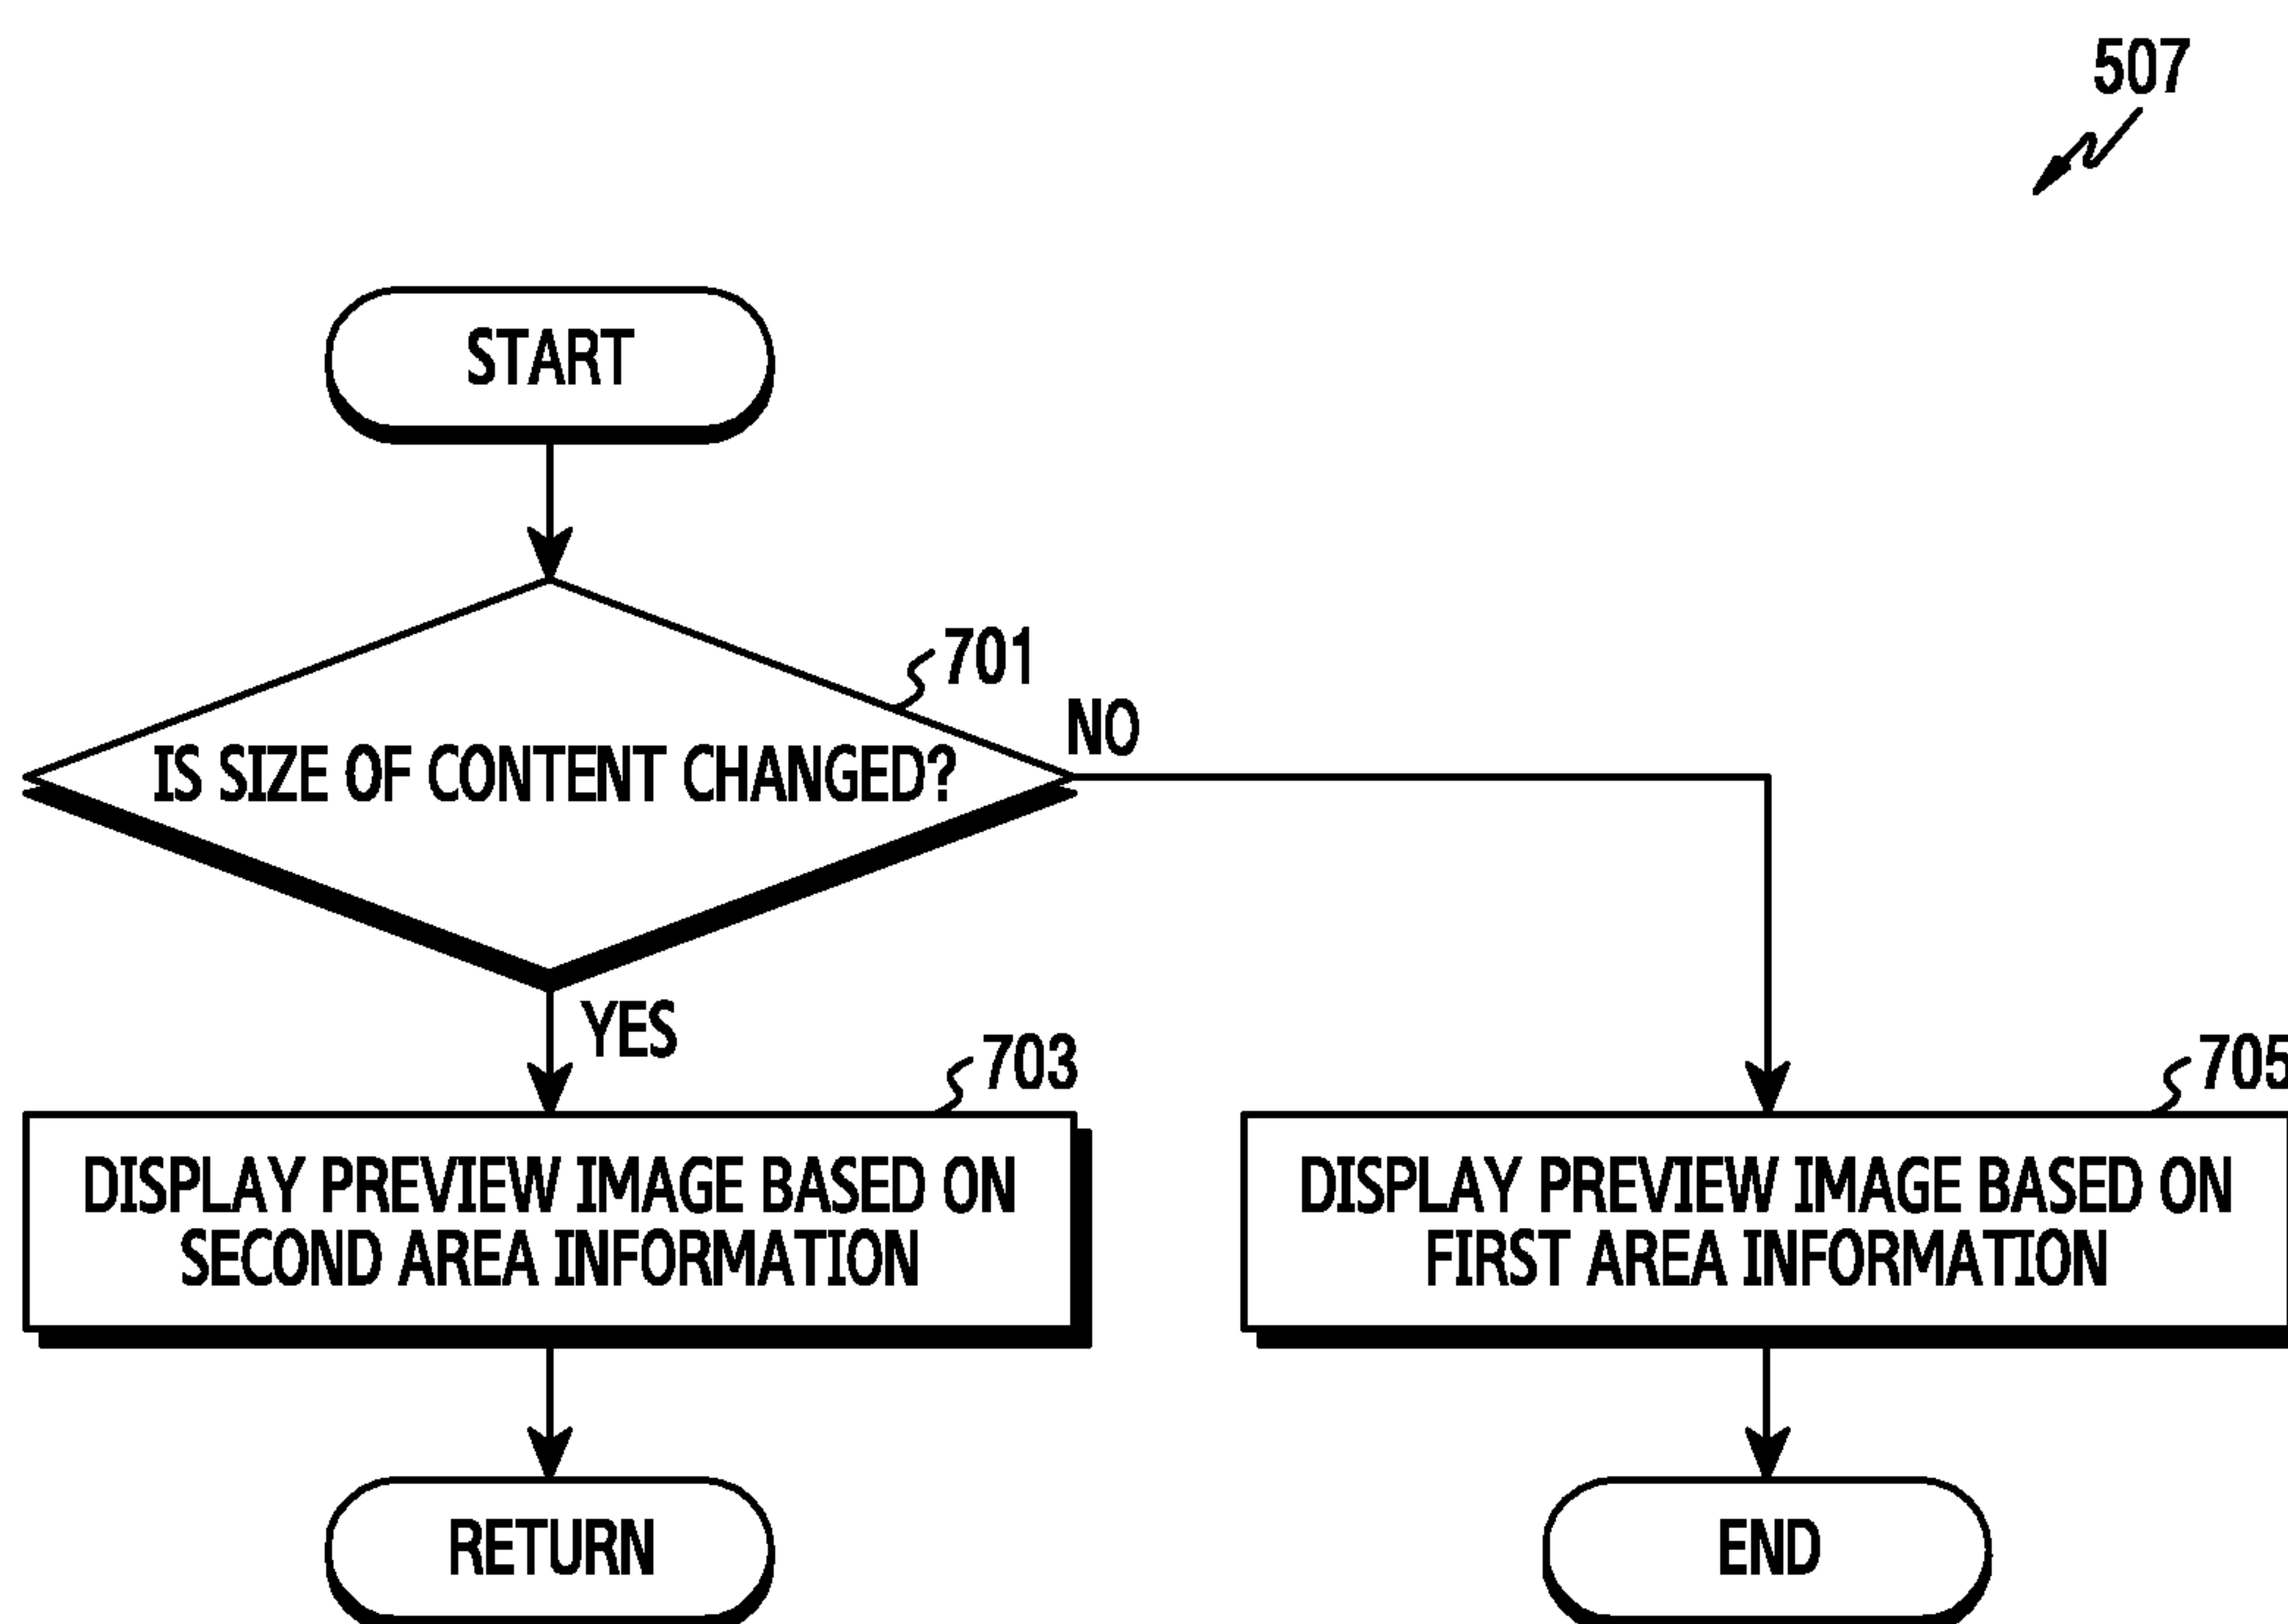 507
START
701
NO
IS SIZE OF CONTENT CHANGED?
YES
703
705
DISPLAY PREVIEW IMAGE BASED ON
SECOND AREA INFORMATION
DISPLAY PREVIEW IMAGE BASED ON
FIRST AREA INFORMATION
RETURN
END